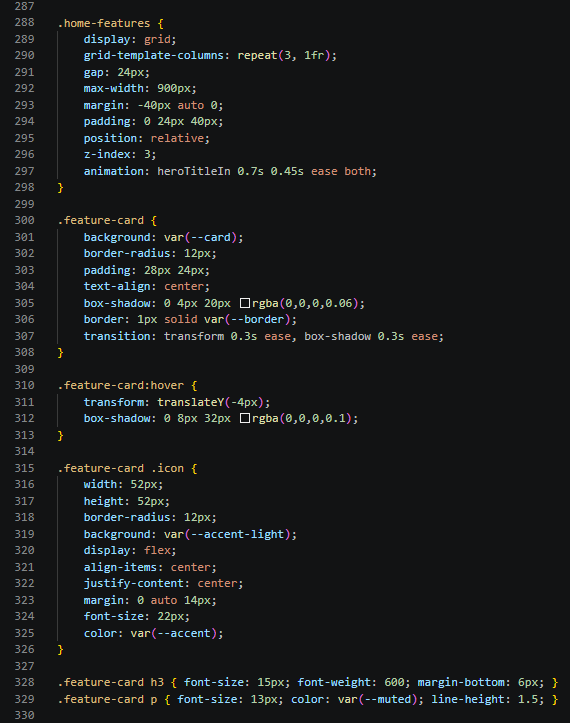 287
288 .home-features {
289     display: grid;
290     grid-template-columns: repeat(3, 1fr);
291     gap: 24px;
292     max-width: 900px;
293     margin: -40px auto 0;
294     padding: 0 24px 40px;
295     position: relative;
296     z-index: 3;
297     animation: heroTitleIn 0.7s 0.45s ease both;
298 }
299
300 .feature-card {
301     background: var(--card);
302     border-radius: 12px;
303     padding: 28px 24px;
304     text-align: center;
305     box-shadow: 0 4px 20px rgba(0,0,0,0.06);
306     border: 1px solid var(--border);
307     transition: transform 0.3s ease, box-shadow 0.3s ease;
308 }
309
310 .feature-card:hover {
311     transform: translateY(-4px);
312     box-shadow: 0 8px 32px rgba(0,0,0,0.1);
313 }
314
315 .feature-card .icon {
316     width: 52px;
317     height: 52px;
318     border-radius: 12px;
319     background: var(--accent-light);
320     display: flex;
321     align-items: center;
322     justify-content: center;
323     margin: 0 auto 14px;
324     font-size: 22px;
325     color: var(--accent);
326 }
327
328 .feature-card h3 { font-size: 15px; font-weight: 600; margin-bottom: 6px; }
329 .feature-card p { font-size: 13px; color: var(--muted); line-height: 1.5; }
330